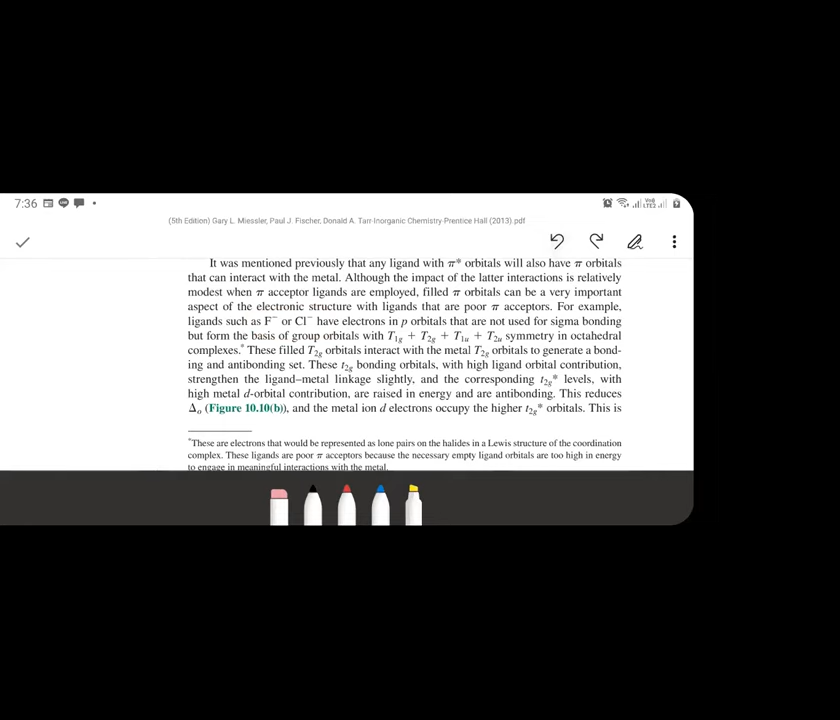 7:36
(5th Edition) Gary L. Miessler, Paul J. Fischer, Donald A. Tarr-Inorganic Chemistry-Prentice Hall (2013).pdf
It was mentioned previously that any ligand with π* orbitals will also have π orbitals
that can interact with the metal. Although the impact of the latter interactions is relatively
modest when π acceptor ligands are employed, filled π orbitals can be a very important
aspect of the electronic structure with ligands that are poor π acceptors. For example,
ligands such as F⁻ or Cl⁻ have electrons in p orbitals that are not used for sigma bonding
but form the basis of group orbitals with T1g + T2g + T1u + T2u symmetry in octahedral
complexes.* These filled T2g orbitals interact with the metal T2g orbitals to generate a bond-
ing and antibonding set. These t2g bonding orbitals, with high ligand orbital contribution,
strengthen the ligand–metal linkage slightly, and the corresponding t2g* levels, with
high metal d-orbital contribution, are raised in energy and are antibonding. This reduces
Δo (Figure 10.10(b)), and the metal ion d electrons occupy the higher t2g* orbitals. This is
*These are electrons that would be represented as lone pairs on the halides in a Lewis structure of the coordination
complex. These ligands are poor π acceptors because the necessary empty ligand orbitals are too high in energy
to engage in meaningful interactions with the metal.